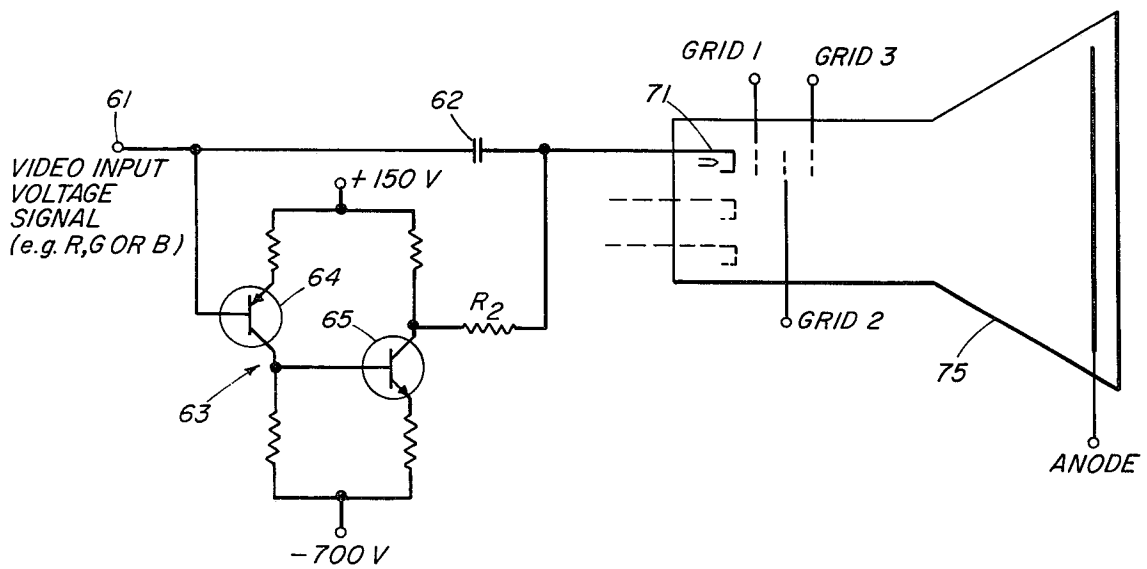 61
VIDEO INPUT
VOLTAGE
SIGNAL
(e.g. R,G OR B)
62
+150 V
64
65
R2
63
-700 V
71
GRID 1
GRID 3
GRID 2
75
ANODE